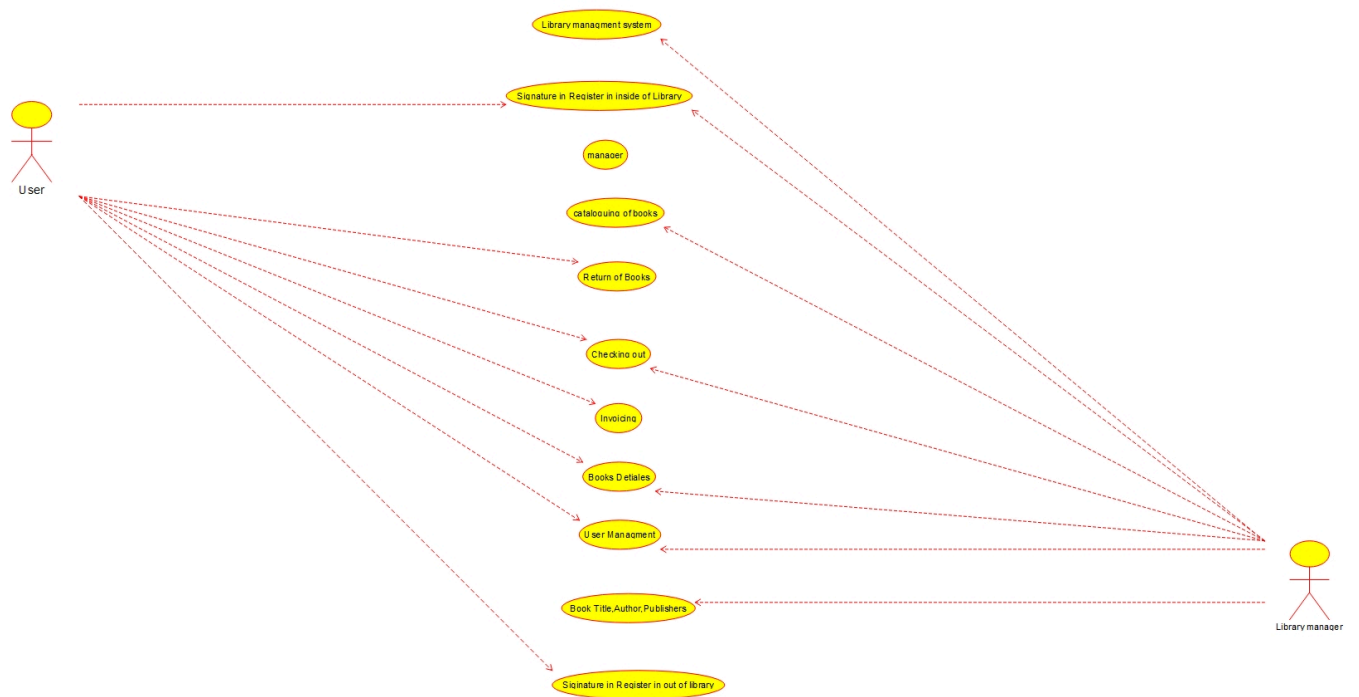 Library managment system
Signature in Register in inside of Library
manager
User
cataloguing of books
Return of Books
Checking out
Invoicing
Books Detiales
User Managment
Book Title,Author,Publishers
Library manager
Siginature in Register in out of library